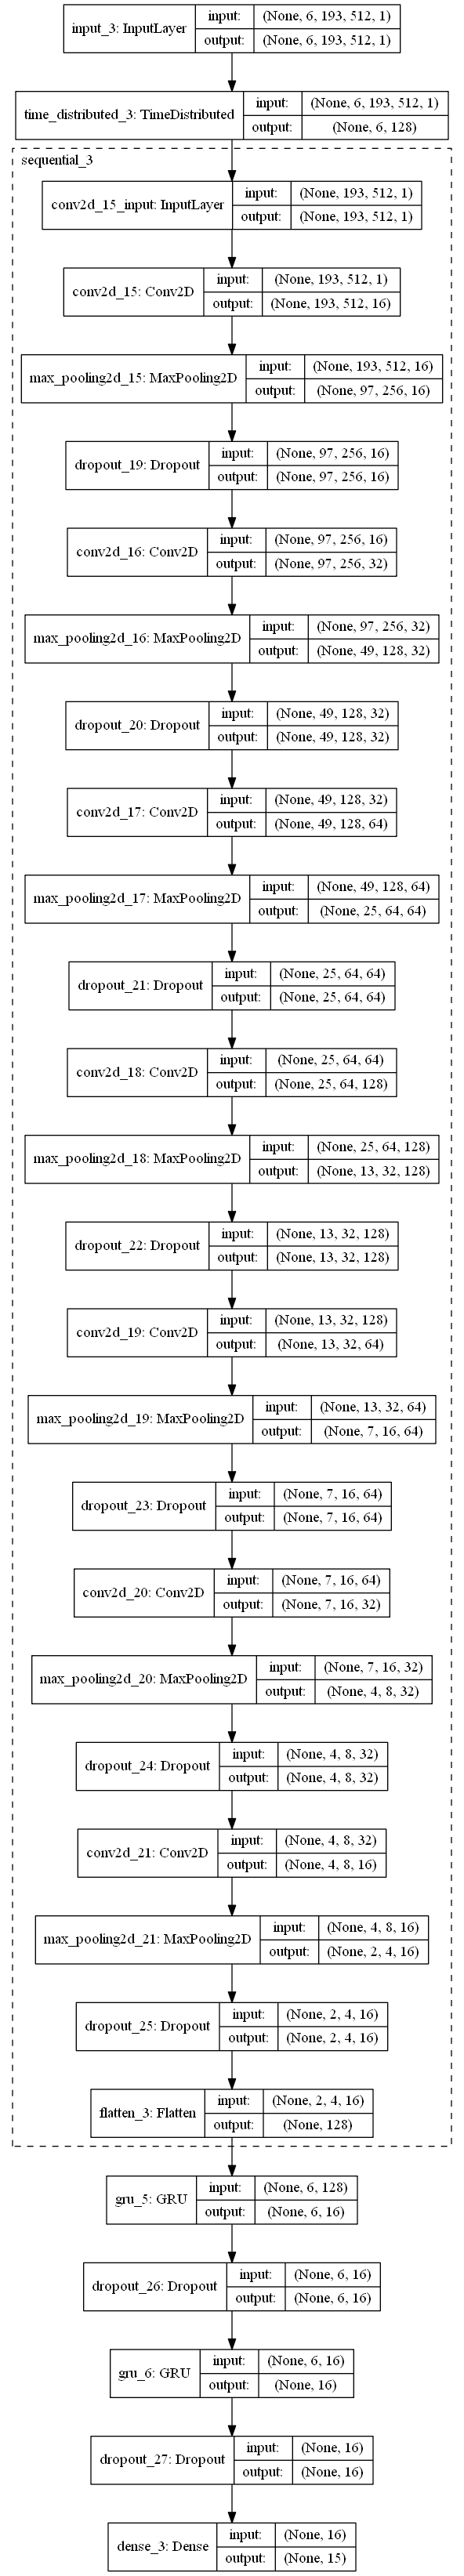 input_3: InputLayer
input: (None, 6, 193, 512, 1)
output: (None, 6, 193, 512, 1)
time_distributed_3: TimeDistributed
input: (None, 6, 193, 512, 1)
output: (None, 6, 128)
sequential_3
conv2d_15_input: InputLayer
input: (None, 193, 512, 1)
output: (None, 193, 512, 1)
conv2d_15: Conv2D
input: (None, 193, 512, 1)
output: (None, 193, 512, 16)
max_pooling2d_15: MaxPooling2D
input: (None, 193, 512, 16)
output: (None, 97, 256, 16)
dropout_19: Dropout
input: (None, 97, 256, 16)
output: (None, 97, 256, 16)
conv2d_16: Conv2D
input: (None, 97, 256, 16)
output: (None, 97, 256, 32)
max_pooling2d_16: MaxPooling2D
input: (None, 97, 256, 32)
output: (None, 49, 128, 32)
dropout_20: Dropout
input: (None, 49, 128, 32)
output: (None, 49, 128, 32)
conv2d_17: Conv2D
input: (None, 49, 128, 32)
output: (None, 49, 128, 64)
max_pooling2d_17: MaxPooling2D
input: (None, 49, 128, 64)
output: (None, 25, 64, 64)
dropout_21: Dropout
input: (None, 25, 64, 64)
output: (None, 25, 64, 64)
conv2d_18: Conv2D
input: (None, 25, 64, 64)
output: (None, 25, 64, 128)
max_pooling2d_18: MaxPooling2D
input: (None, 25, 64, 128)
output: (None, 13, 32, 128)
dropout_22: Dropout
input: (None, 13, 32, 128)
output: (None, 13, 32, 128)
conv2d_19: Conv2D
input: (None, 13, 32, 128)
output: (None, 13, 32, 64)
max_pooling2d_19: MaxPooling2D
input: (None, 13, 32, 64)
output: (None, 7, 16, 64)
dropout_23: Dropout
input: (None, 7, 16, 64)
output: (None, 7, 16, 64)
conv2d_20: Conv2D
input: (None, 7, 16, 64)
output: (None, 7, 16, 32)
max_pooling2d_20: MaxPooling2D
input: (None, 7, 16, 32)
output: (None, 4, 8, 32)
dropout_24: Dropout
input: (None, 4, 8, 32)
output: (None, 4, 8, 32)
conv2d_21: Conv2D
input: (None, 4, 8, 32)
output: (None, 4, 8, 16)
max_pooling2d_21: MaxPooling2D
input: (None, 4, 8, 16)
output: (None, 2, 4, 16)
dropout_25: Dropout
input: (None, 2, 4, 16)
output: (None, 2, 4, 16)
flatten_3: Flatten
input: (None, 2, 4, 16)
output: (None, 128)
gru_5: GRU
input: (None, 6, 128)
output: (None, 6, 16)
dropout_26: Dropout
input: (None, 6, 16)
output: (None, 6, 16)
gru_6: GRU
input: (None, 6, 16)
output: (None, 16)
dropout_27: Dropout
input: (None, 16)
output: (None, 16)
dense_3: Dense
input: (None, 16)
output: (None, 15)